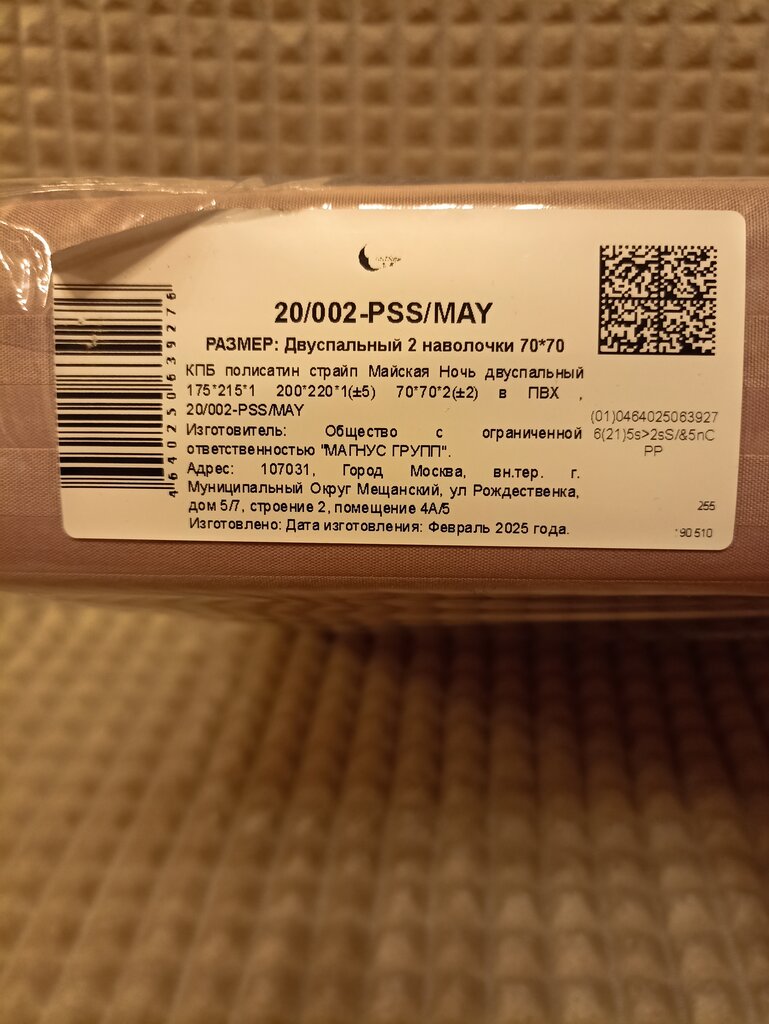 20/002-PSS/MAY
РАЗМЕР: Двуспальный 2 наволочки 70*70
КПБ полисатин страйп Майская Ночь двуспальный
175*215*1 200*220*1(±5) 70*70*2(±2) в ПВХ ,
20/002-PSS/MAY
Изготовитель: Общество с ограниченной
ответственностью "МАГНУС ГРУПП".
Адрес: 107031, Город Москва, вн.тер. г.
Муниципальный Округ Мещанский, ул Рождественка,
дом 5/7, строение 2, помещение 4А/5
Изготовлено: Дата изготовления: Февраль 2025 года.
4640250639276
(01)0464025063927
6(21)5s>2sS/&5nC
PP
255
190510